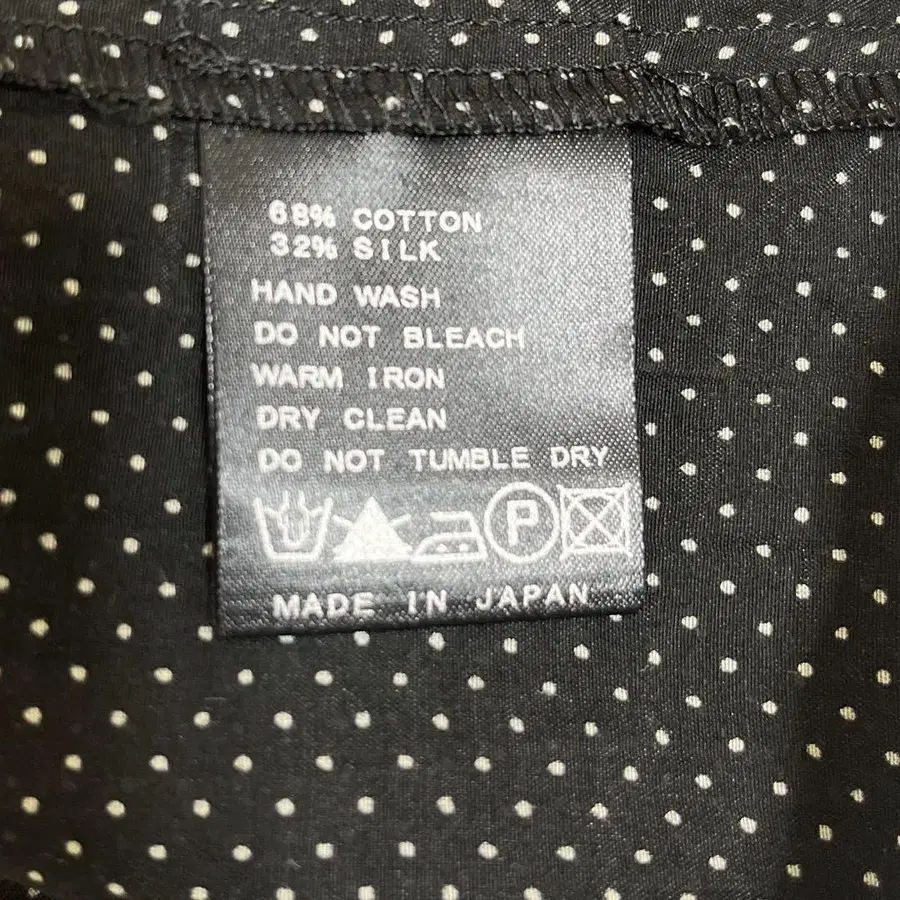 68% COTTON
32% SILK
HAND WASH
DO NOT BLEACH
WARM IRON
DRY CLEAN
DO NOT TUMBLE DRY
P
MADE IN JAPAN